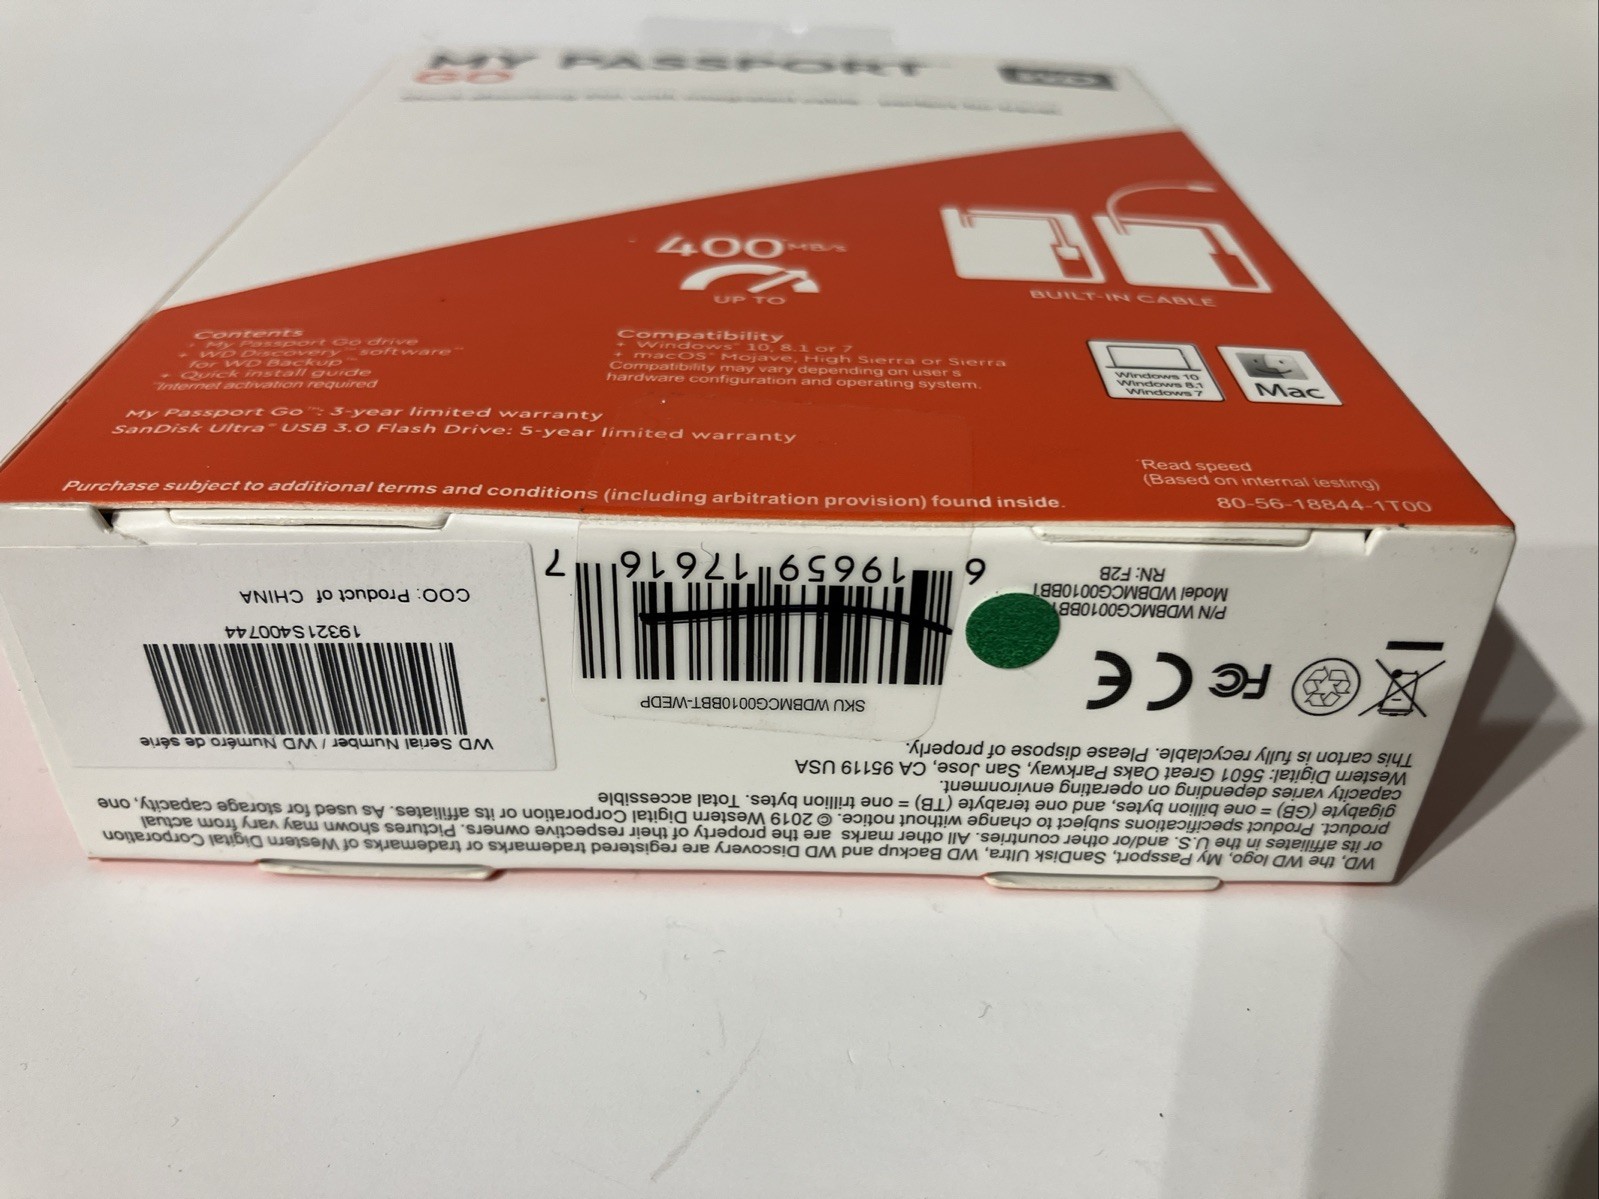 MY PASSPORT
GO
400 MB/s
UP TO
BUILT-IN CABLE
Contents
+ My Passport Go drive
+ WD Discovery™ software**
for WD Backup™
+ Quick install guide
*Internet activation required
Compatibility
+ Windows® 10, 8.1 or 7
+ macOS® Mojave, High Sierra or Sierra
Compatibility may vary depending on user's
hardware configuration and operating system.
Windows 10
Windows 8.1
Windows 7
Mac
My Passport Go™: 3-year limited warranty
SanDisk Ultra® USB 3.0 Flash Drive: 5-year limited warranty
*Read speed
(Based on internal testing)
Purchase subject to additional terms and conditions (including arbitration provision) found inside.
80-56-18844-1T00
WD, the WD logo, My Passport, SanDisk Ultra, WD Backup and WD Discovery are registered trademarks or trademarks of Western Digital Corporation
or its affiliates in the U.S. and/or other countries. All other marks are the property of their respective owners. Pictures shown may vary from actual
product. Product specifications subject to change without notice. © 2019 Western Digital Corporation or its affiliates. As used for storage capacity, one
gigabyte (GB) = one billion bytes, and one terabyte (TB) = one trillion bytes. Total accessible
capacity varies depending on operating environment.
Western Digital: 5601 Great Oaks Parkway, San Jose, CA 95119 USA
This carton is fully recyclable. Please dispose of properly.
FC CE
P/N WDBMCG0010BBT
Model WDBMCG0010BBT
RN: F2B
SKU WDBMCG0010BBT-WEDP
6 19659 17616 7
WD Serial Number / WD Numéro de série
19321S400744
COO: Product of CHINA